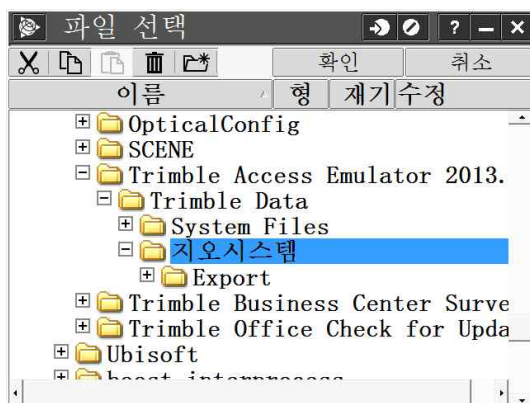 파일 선택
확인 취소
이름 형 재기 수정
OpticalConfig
SCENE
Trimble Access Emulator 2013.
Trimble Data
System Files
지오시스템
Export
Trimble Business Center Surve
Trimble Office Check for Upda
Ubisoft